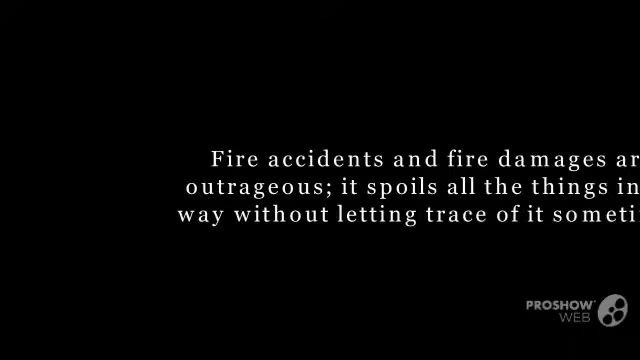 Fire accidents and fire damages ar
outrageous; it spoils all the things in
way without letting trace of it someti
PROSHOW
WEB